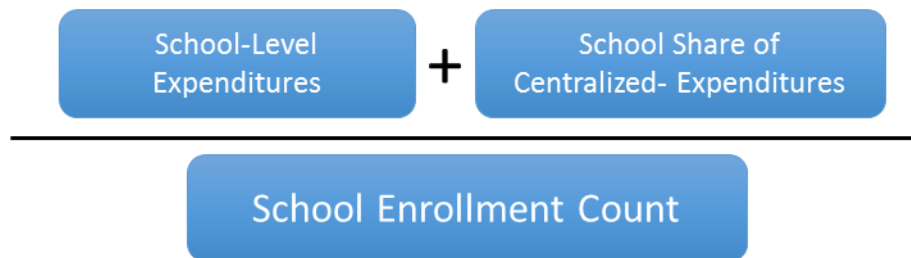 School-Level
Expenditures
+
School Share of
Centralized- Expenditures
School Enrollment Count